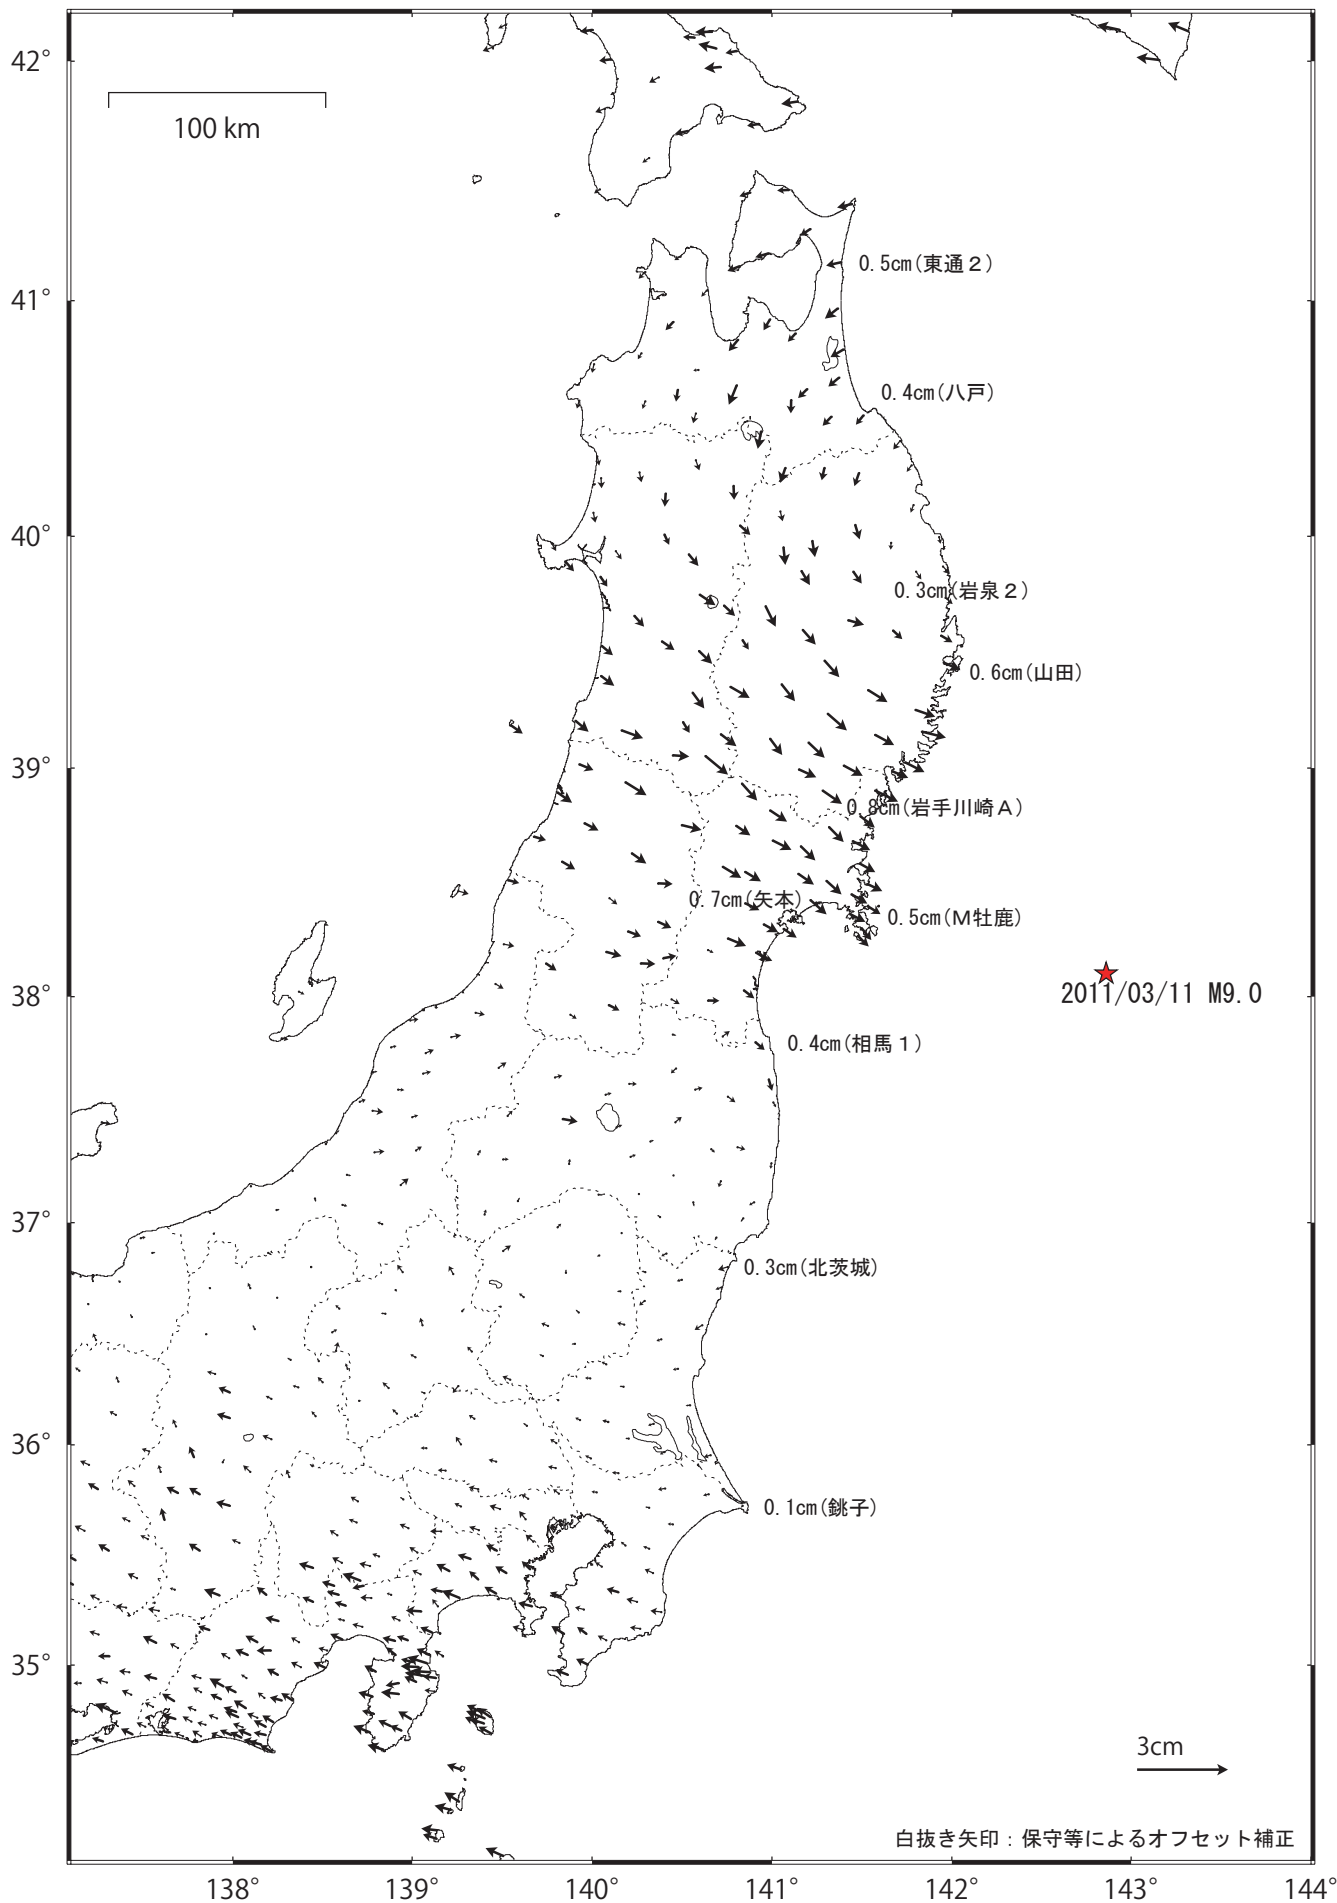 42°
100 km
0.5cm(東通２)
41°
0.4cm(八戸)
40°
0.3cm(岩泉２)
0.6cm(山田)
39°
0.8cm(岩手川崎Ａ)
0.7cm(矢本)
0.5cm(Ｍ牡鹿)
38°
2011/03/11 M9.0
0.4cm(相馬１)
37°
0.3cm(北茨城)
36°
0.1cm(銚子)
35°
3cm
白抜き矢印：保守等によるオフセット補正
138° 139° 140° 141° 142° 143° 144°